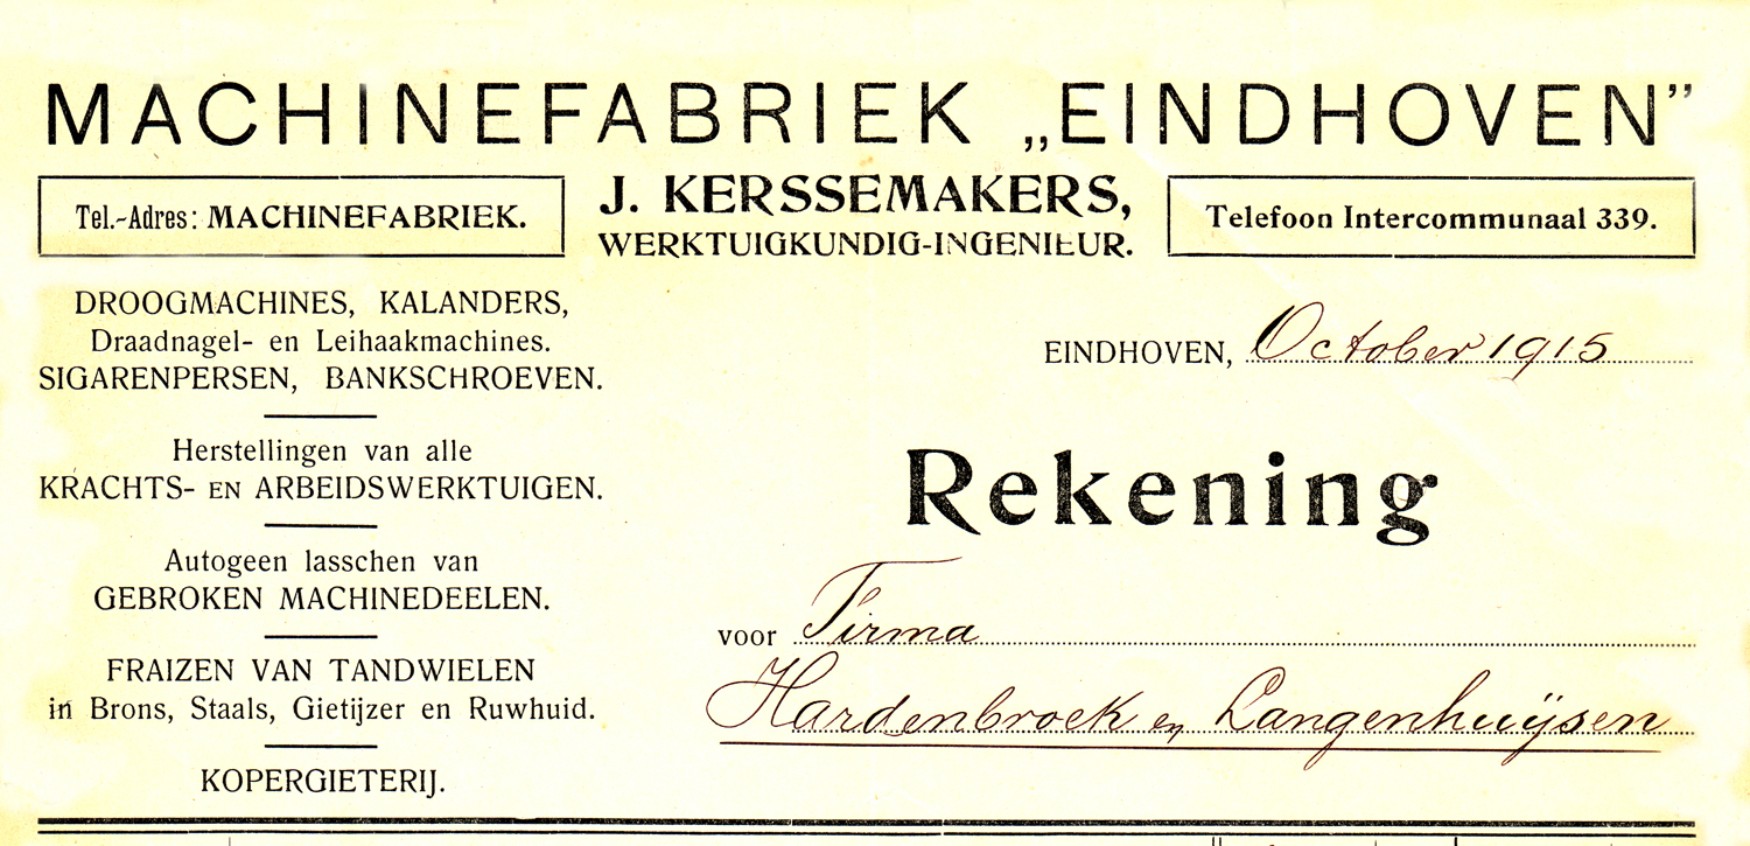 MACHINEFABRIEK „EINDHOVEN”
Tel.-Adres: MACHINEFABRIEK.
J. KERSSEMAKERS,
WERKTUIGKUNDIG-INGENIEUR.
Telefoon Intercommunaal 339.
DROOGMACHINES, KALANDERS,
Draadnagel- en Leihaakmachines.
SIGARENPERSEN, BANKSCHROEVEN.
Herstellingen van alle
KRACHTS- EN ARBEIDSWERKTUIGEN.
Autogeen lasschen van
GEBROKEN MACHINEDEELEN.
FRAIZEN VAN TANDWIELEN
in Brons, Staals, Gietijzer en Ruwhuid.
KOPERGIETERIJ.
EINDHOVEN, October 1915
Rekening
voor Firma
Hardenbroek en Langenhuijsen